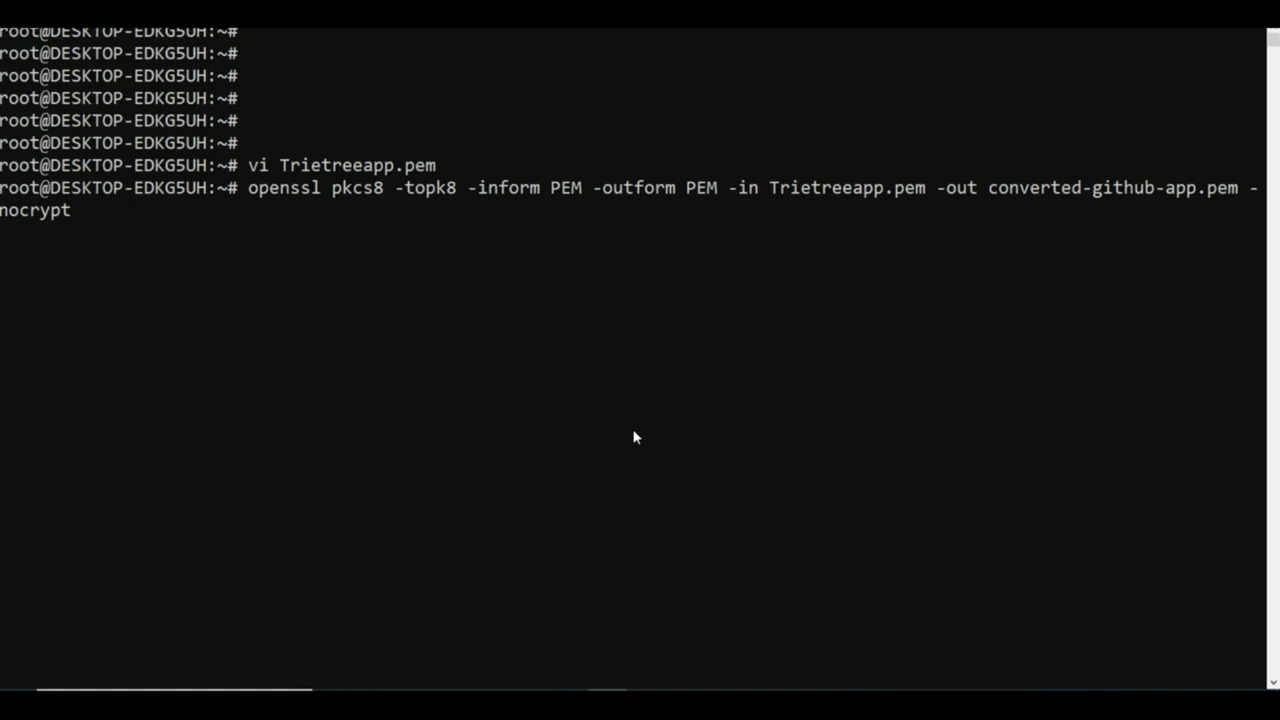 root@DESKTOP-EDKG5UH:~#
root@DESKTOP-EDKG5UH:~#
root@DESKTOP-EDKG5UH:~#
root@DESKTOP-EDKG5UH:~#
root@DESKTOP-EDKG5UH:~#
root@DESKTOP-EDKG5UH:~#
root@DESKTOP-EDKG5UH:~# vi Trietreeapp.pem
root@DESKTOP-EDKG5UH:~# openssl pkcs8 -topk8 -inform PEM -outform PEM -in Trietreeapp.pem -out converted-github-app.pem -
nocrypt